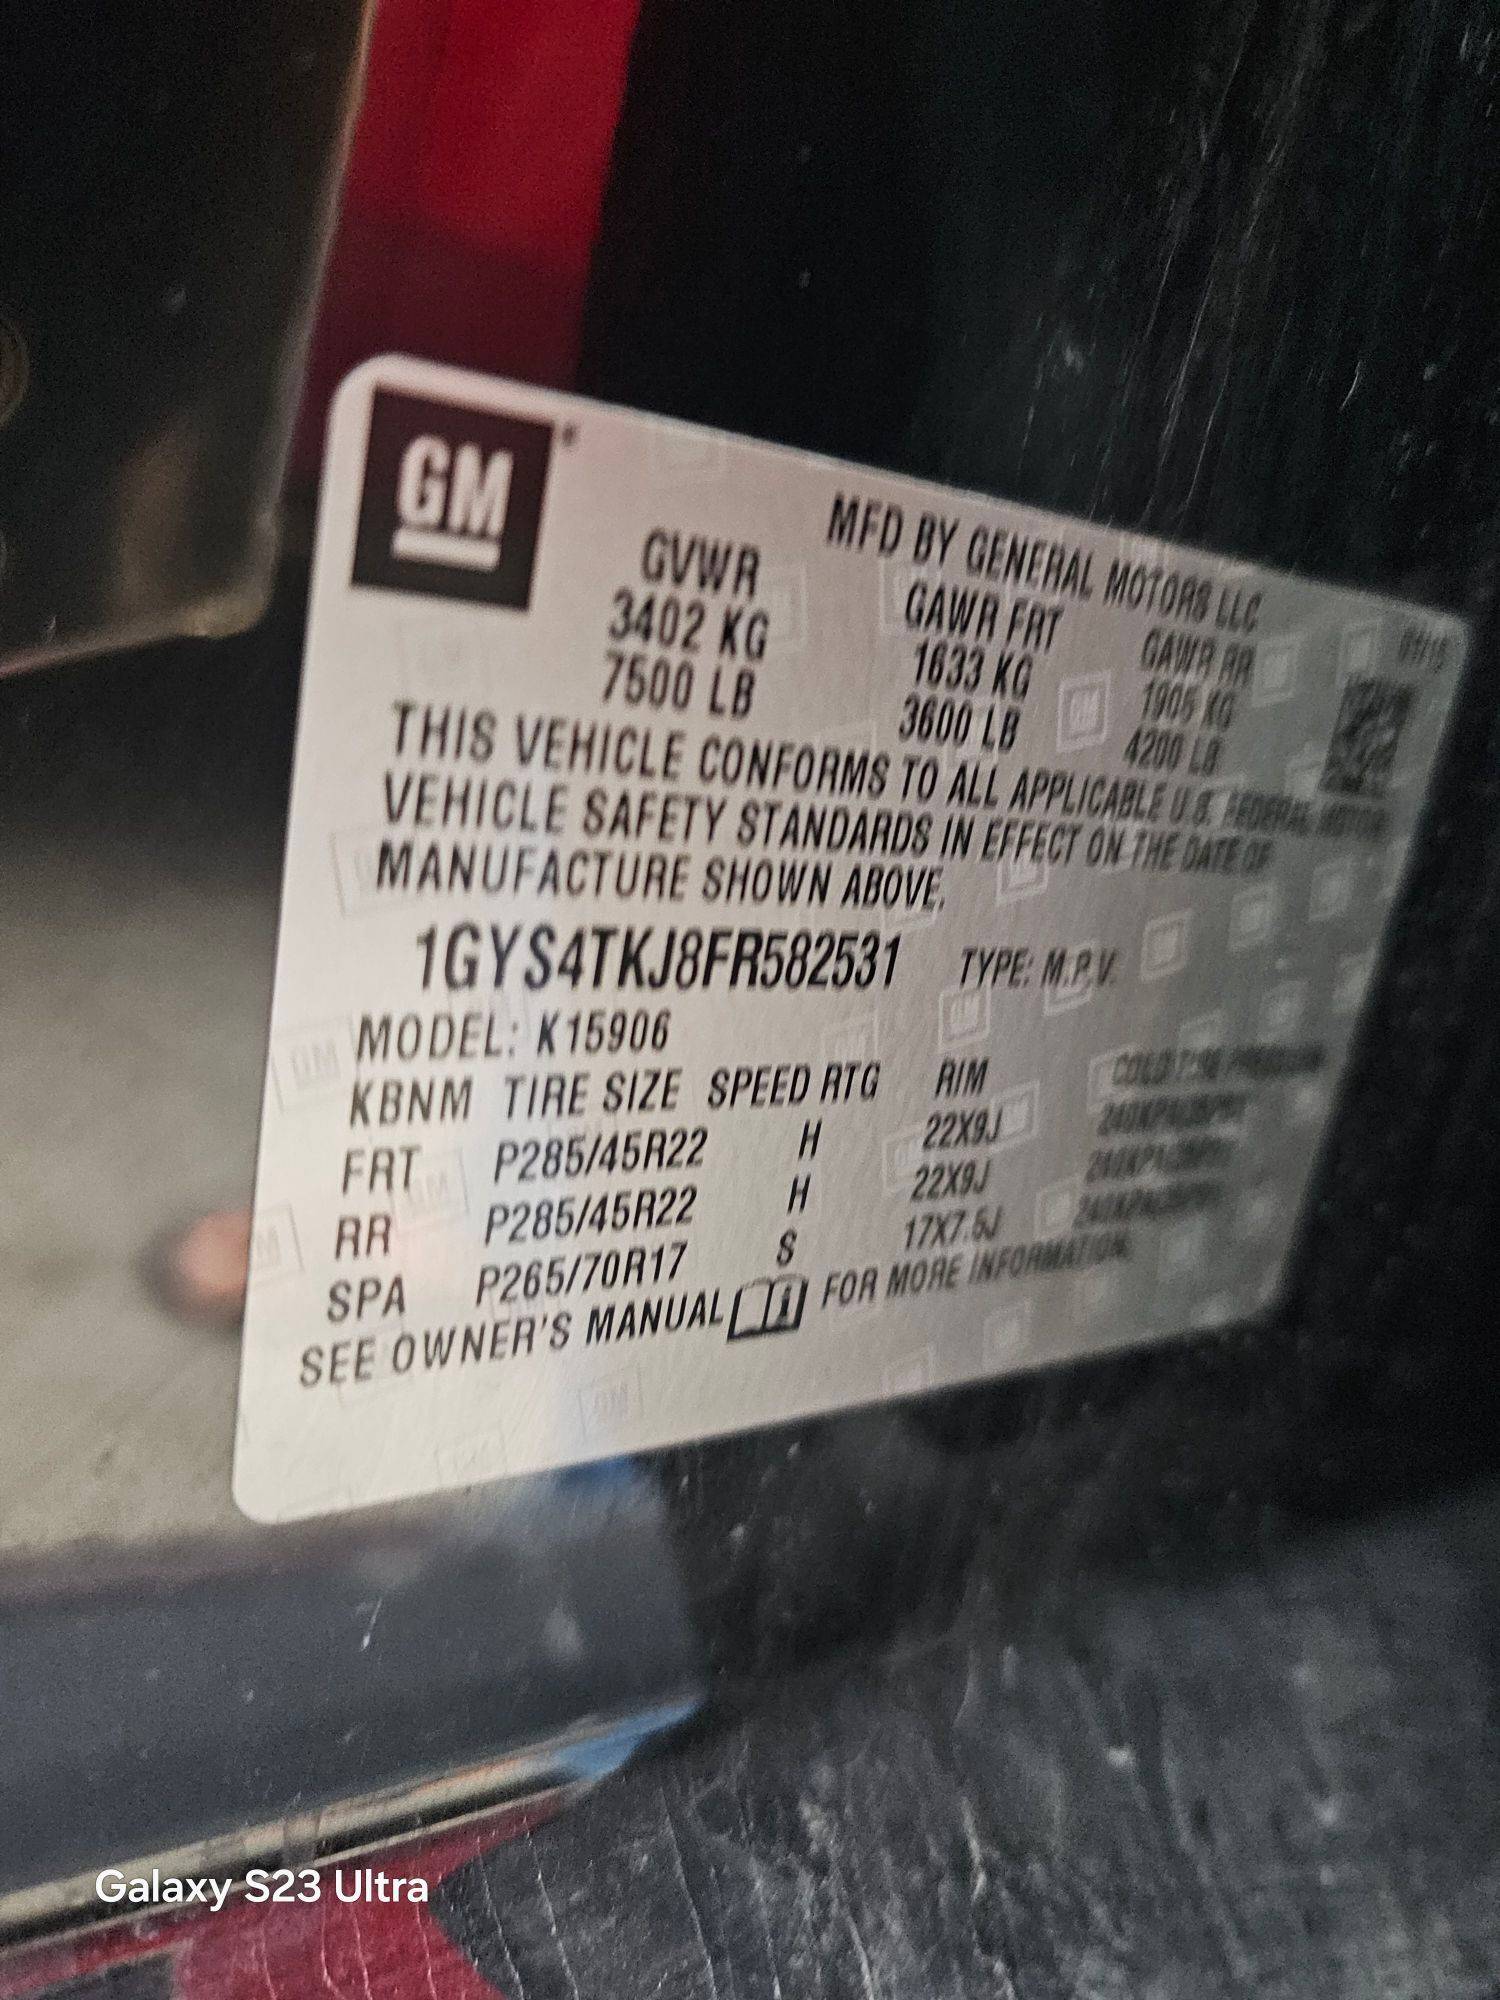 GM
MFD BY GENERAL MOTORS LLC
GVWR GAWR FRT GAWR RR
3402 KG 1633 KG 1905 KG
7500 LB 3600 LB 4200 LB
THIS VEHICLE CONFORMS TO ALL APPLICABLE U.S. FEDERAL MOTOR
VEHICLE SAFETY STANDARDS IN EFFECT ON THE DATE OF
MANUFACTURE SHOWN ABOVE.
1GYS4TKJ8FR582531 TYPE: M.P.V.
MODEL: K15906
KBNM TIRE SIZE SPEED RTG RIM COLD TIRE PRESSURE
FRT P285/45R22 H 22X9J
RR P285/45R22 H 22X9J
SPA P265/70R17 S 17X7.5J
SEE OWNER'S MANUAL FOR MORE INFORMATION.
Galaxy S23 Ultra